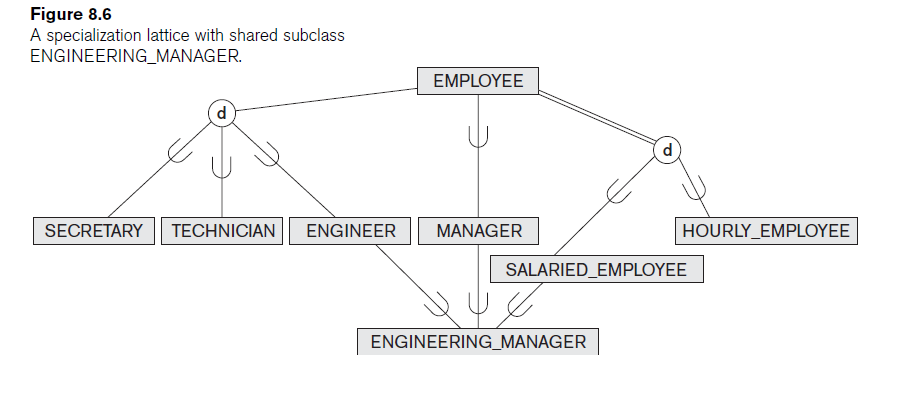 Figure 8.6
A specialization lattice with shared subclass
ENGINEERING_MANAGER.
EMPLOYEE
d
d
SECRETARY
TECHNICIAN
ENGINEER
MANAGER
HOURLY_EMPLOYEE
SALARIED_EMPLOYEE
ENGINEERING_MANAGER